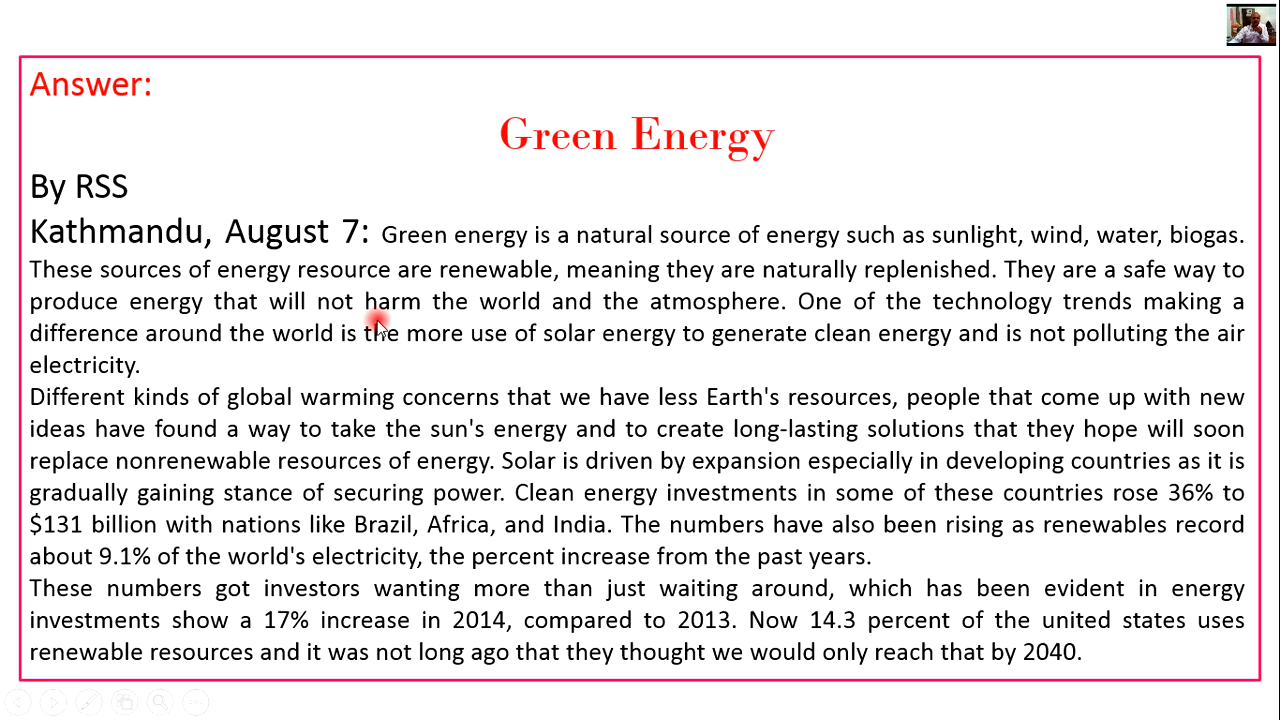 Answer:
Green Energy
By RSS
Kathmandu, August 7: Green energy is a natural source of energy such as sunlight, wind, water, biogas.
These sources of energy resource are renewable, meaning they are naturally replenished. They are a safe way to
produce energy that will not harm the world and the atmosphere. One of the technology trends making a
difference around the world is the more use of solar energy to generate clean energy and is not polluting the air
electricity.
Different kinds of global warming concerns that we have less Earth's resources, people that come up with new
ideas have found a way to take the sun's energy and to create long-lasting solutions that they hope will soon
replace nonrenewable resources of energy. Solar is driven by expansion especially in developing countries as it is
gradually gaining stance of securing power. Clean energy investments in some of these countries rose 36% to
$131 billion with nations like Brazil, Africa, and India. The numbers have also been rising as renewables record
about 9.1% of the world's electricity, the percent increase from the past years.
These numbers got investors wanting more than just waiting around, which has been evident in energy
investments show a 17% increase in 2014, compared to 2013. Now 14.3 percent of the united states uses
renewable resources and it was not long ago that they thought we would only reach that by 2040.